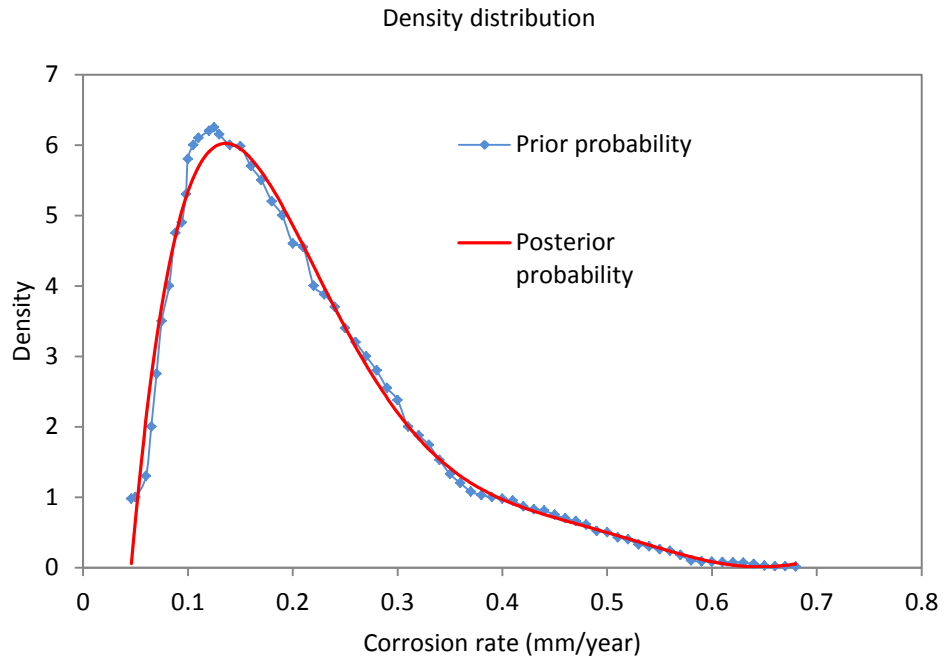 Density distribution
7
6
5
4
3
2
1
0
Density
Prior probability
Posterior
probability
0 0.1 0.2 0.3 0.4 0.5 0.6 0.7 0.8
Corrosion rate (mm/year)